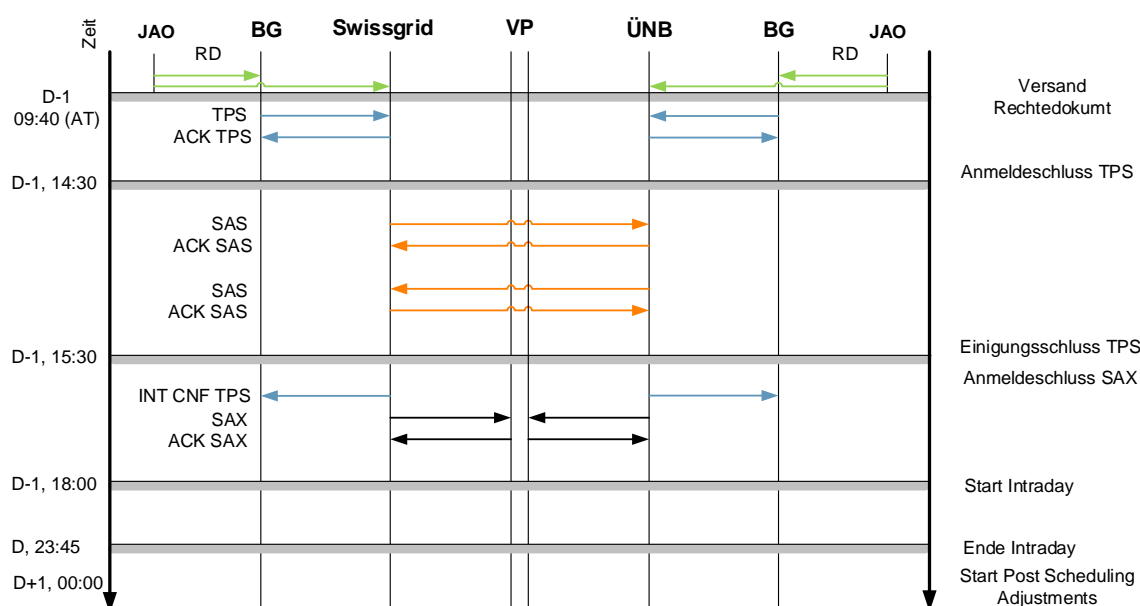 Zeit
JAO
BG
Swissgrid
VP
ÜNB
BG
JAO
RD
RD
D-1
09:40 (AT)
Versand
Rechtedokumt
TPS
ACK TPS
D-1, 14:30
Anmeldeschluss TPS
SAS
ACK SAS
SAS
ACK SAS
D-1, 15:30
Einigungsschluss TPS
Anmeldeschluss SAX
INT CNF TPS
SAX
ACK SAX
D-1, 18:00
Start Intraday
D, 23:45
Ende Intraday
D+1, 00:00
Start Post Scheduling
Adjustments